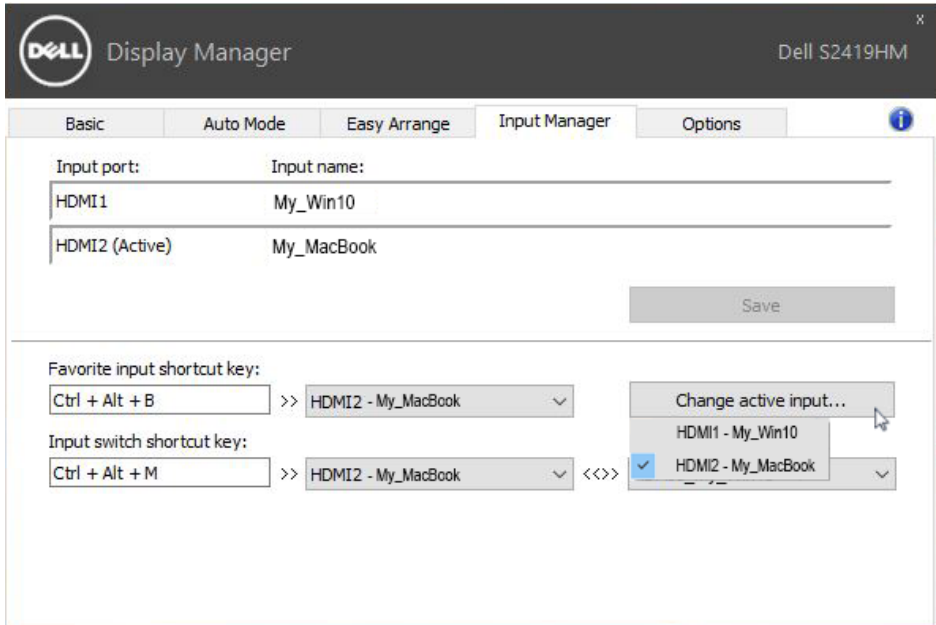 x
DELL Display Manager Dell S2419HM
Basic Auto Mode Easy Arrange Input Manager Options i
Input port: Input name:
HDMI1 My_Win10
HDMI2 (Active) My_MacBook
Save
Favorite input shortcut key:
Ctrl + Alt + B >> HDMI2 - My_MacBook Change active input...
HDMI1 - My_Win10
Input switch shortcut key:
HDMI2 - My_MacBook
Ctrl + Alt + M >> HDMI2 - My_MacBook <<>>